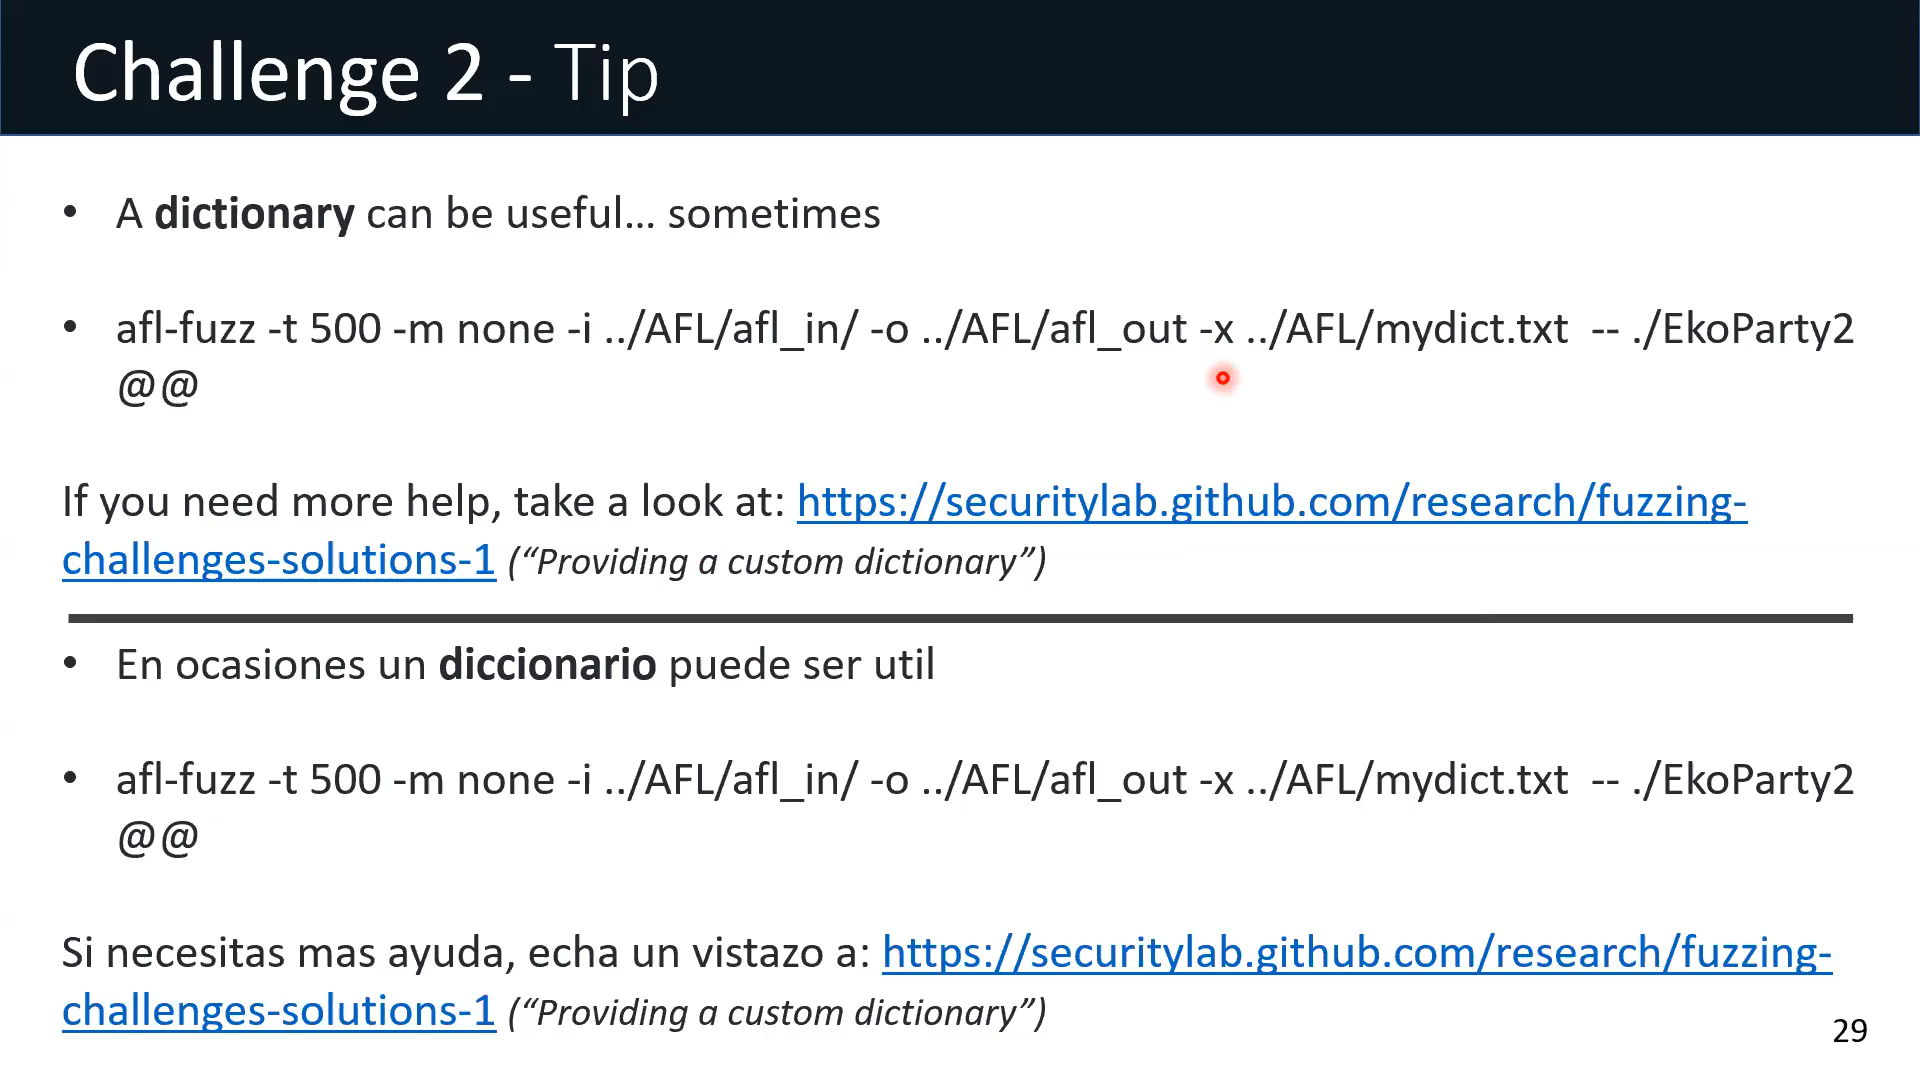 Challenge 2 - Tip
• A dictionary can be useful... sometimes
• afl-fuzz -t 500 -m none -i ../AFL/afl_in/ -o ../AFL/afl_out -x ../AFL/mydict.txt  -- ./EkoParty2
@@
If you need more help, take a look at: https://securitylab.github.com/research/fuzzing-
challenges-solutions-1 (“Providing a custom dictionary”)
• En ocasiones un diccionario puede ser util
• afl-fuzz -t 500 -m none -i ../AFL/afl_in/ -o ../AFL/afl_out -x ../AFL/mydict.txt  -- ./EkoParty2
@@
Si necesitas mas ayuda, echa un vistazo a: https://securitylab.github.com/research/fuzzing-
challenges-solutions-1 (“Providing a custom dictionary”)
29